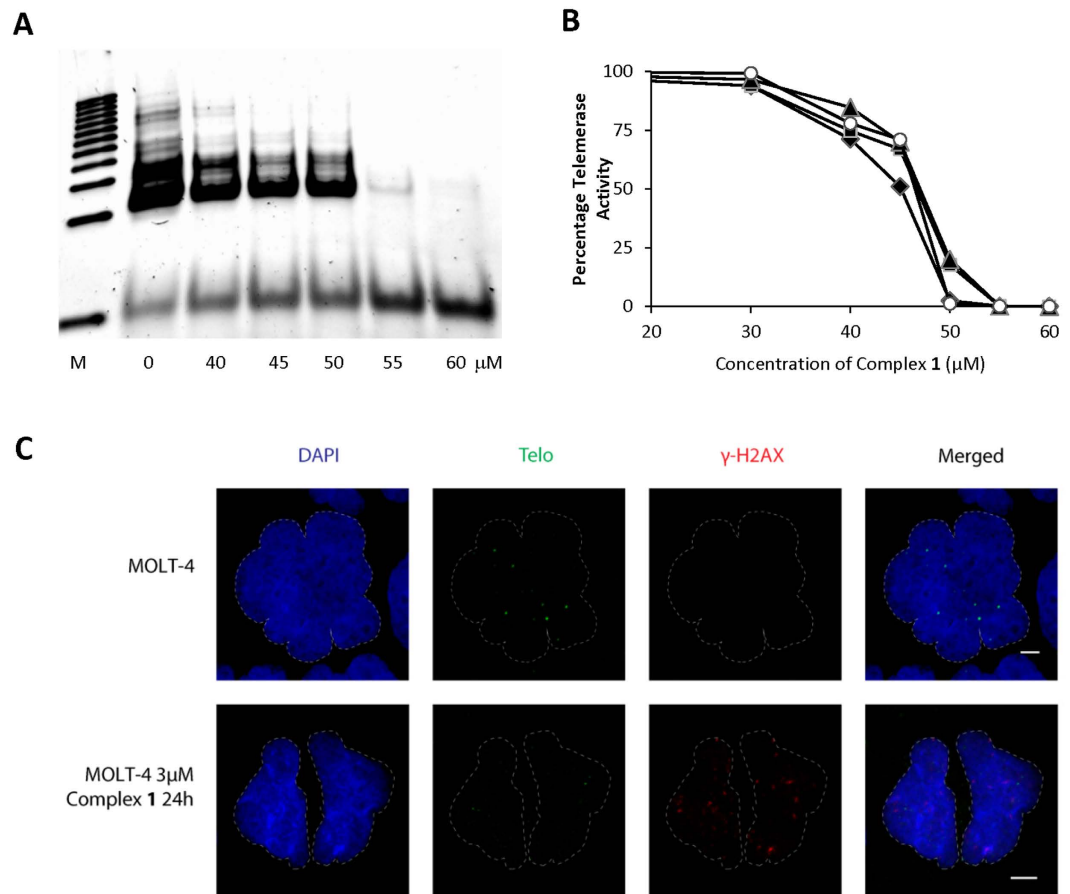 A
M 0 40 45 50 55 60 μM
B
Percentage Telemerase
Activity
100
75
50
25
0
20 30 40 50 60
Concentration of Complex 1 (μM)
C
DAPI Telo γ-H2AX Merged
MOLT-4
MOLT-4 3μM
Complex 1 24h